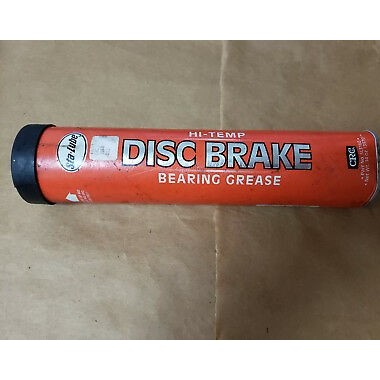 Sta-Lube
HI-TEMP
DISC BRAKE
BEARING GREASE
CRC